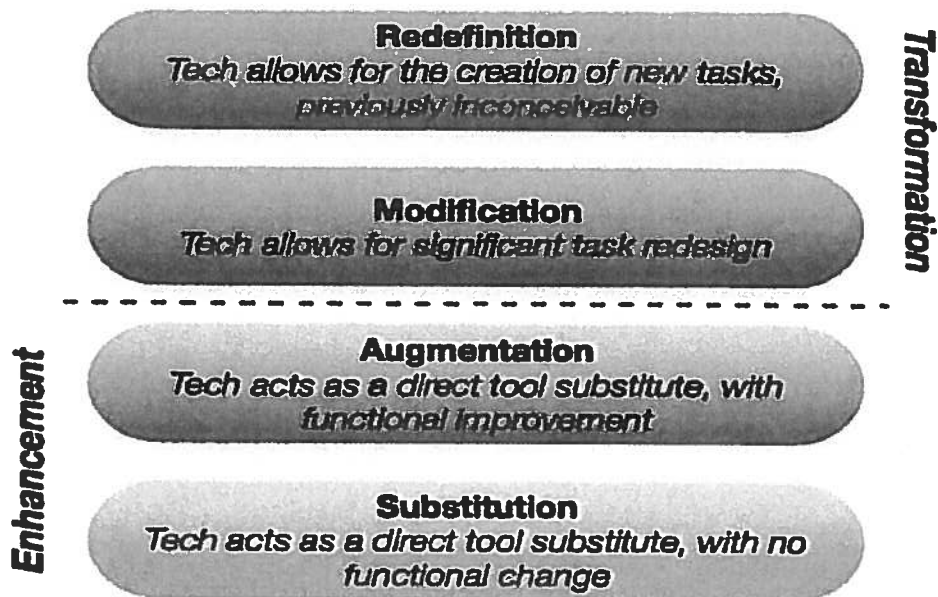 Redefinition
Tech allows for the creation of new tasks,
previously inconceivable
Transformation
Modification
Tech allows for significant task redesign
Enhancement
Augmentation
Tech acts as a direct tool substitute, with
functional improvement
Substitution
Tech acts as a direct tool substitute, with no
functional change